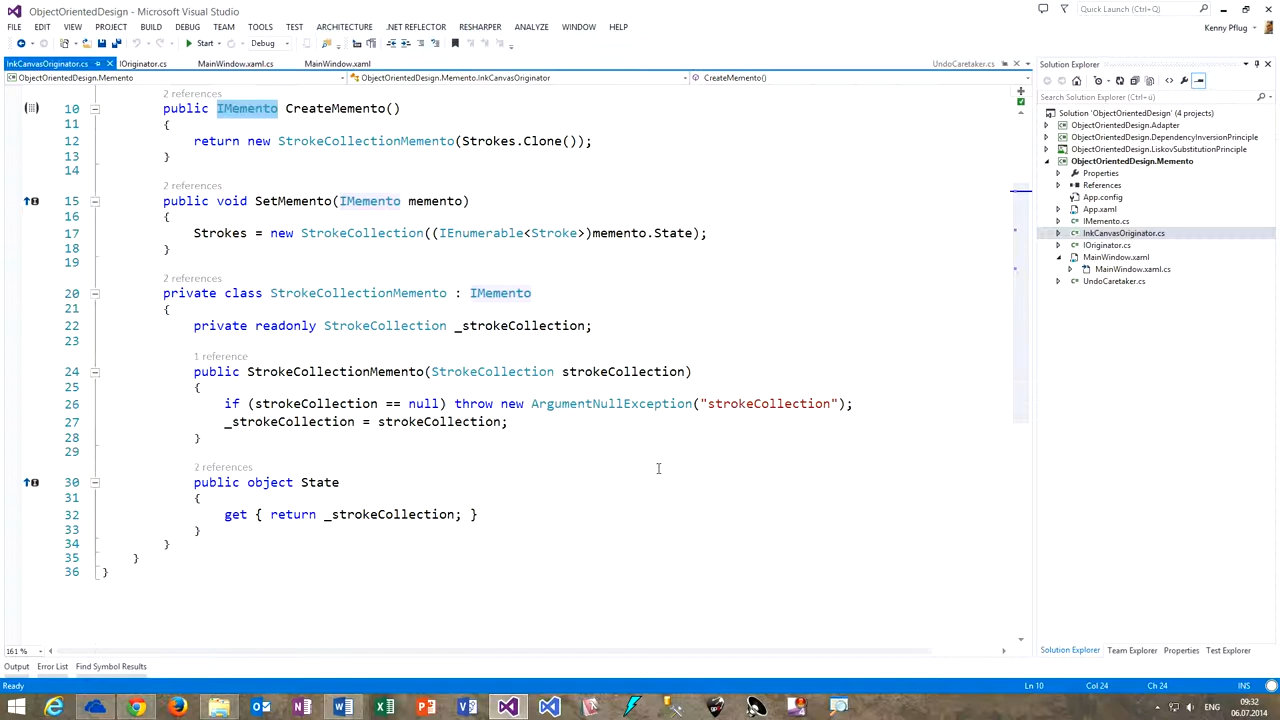 ObjectOrientedDesign - Microsoft Visual Studio
Quick Launch (Ctrl+Q)
FILE EDIT VIEW PROJECT BUILD DEBUG TEAM TOOLS TEST ARCHITECTURE .NET REFLECTOR RESHARPER ANALYZE WINDOW HELP
Kenny Pflug
Start Debug
InkCanvasOriginator.cs IOriginator.cs MainWindow.xaml.cs MainWindow.xaml UndoCaretaker.cs
ObjectOrientedDesign.Memento ObjectOrientedDesign.Memento.InkCanvasOriginator CreateMemento()
2 references
10 public IMemento CreateMemento()
11 {
12 return new StrokeCollectionMemento(Strokes.Clone());
13 }
14
2 references
15 public void SetMemento(IMemento memento)
16 {
17 Strokes = new StrokeCollection((IEnumerable<Stroke>)memento.State);
18 }
19
2 references
20 private class StrokeCollectionMemento : IMemento
21 {
22 private readonly StrokeCollection _strokeCollection;
23
1 reference
24 public StrokeCollectionMemento(StrokeCollection strokeCollection)
25 {
26 if (strokeCollection == null) throw new ArgumentNullException("strokeCollection");
27 _strokeCollection = strokeCollection;
28 }
29
2 references
30 public object State
31 {
32 get { return _strokeCollection; }
33 }
34 }
35 }
36 }
161 %
Solution Explorer
Search Solution Explorer (Ctrl+ü)
Solution 'ObjectOrientedDesign' (4 projects)
ObjectOrientedDesign.Adapter
ObjectOrientedDesign.DependencyInversionPrinciple
ObjectOrientedDesign.LiskovSubstitutionPrinciple
ObjectOrientedDesign.Memento
Properties
References
App.config
App.xaml
IMemento.cs
InkCanvasOriginator.cs
IOriginator.cs
MainWindow.xaml
MainWindow.xaml.cs
UndoCaretaker.cs
Solution Explorer Team Explorer Properties Test Explorer
Output Error List Find Symbol Results
Ready Ln 10 Col 24 Ch 24 INS
ENG 09:32
06.07.2014